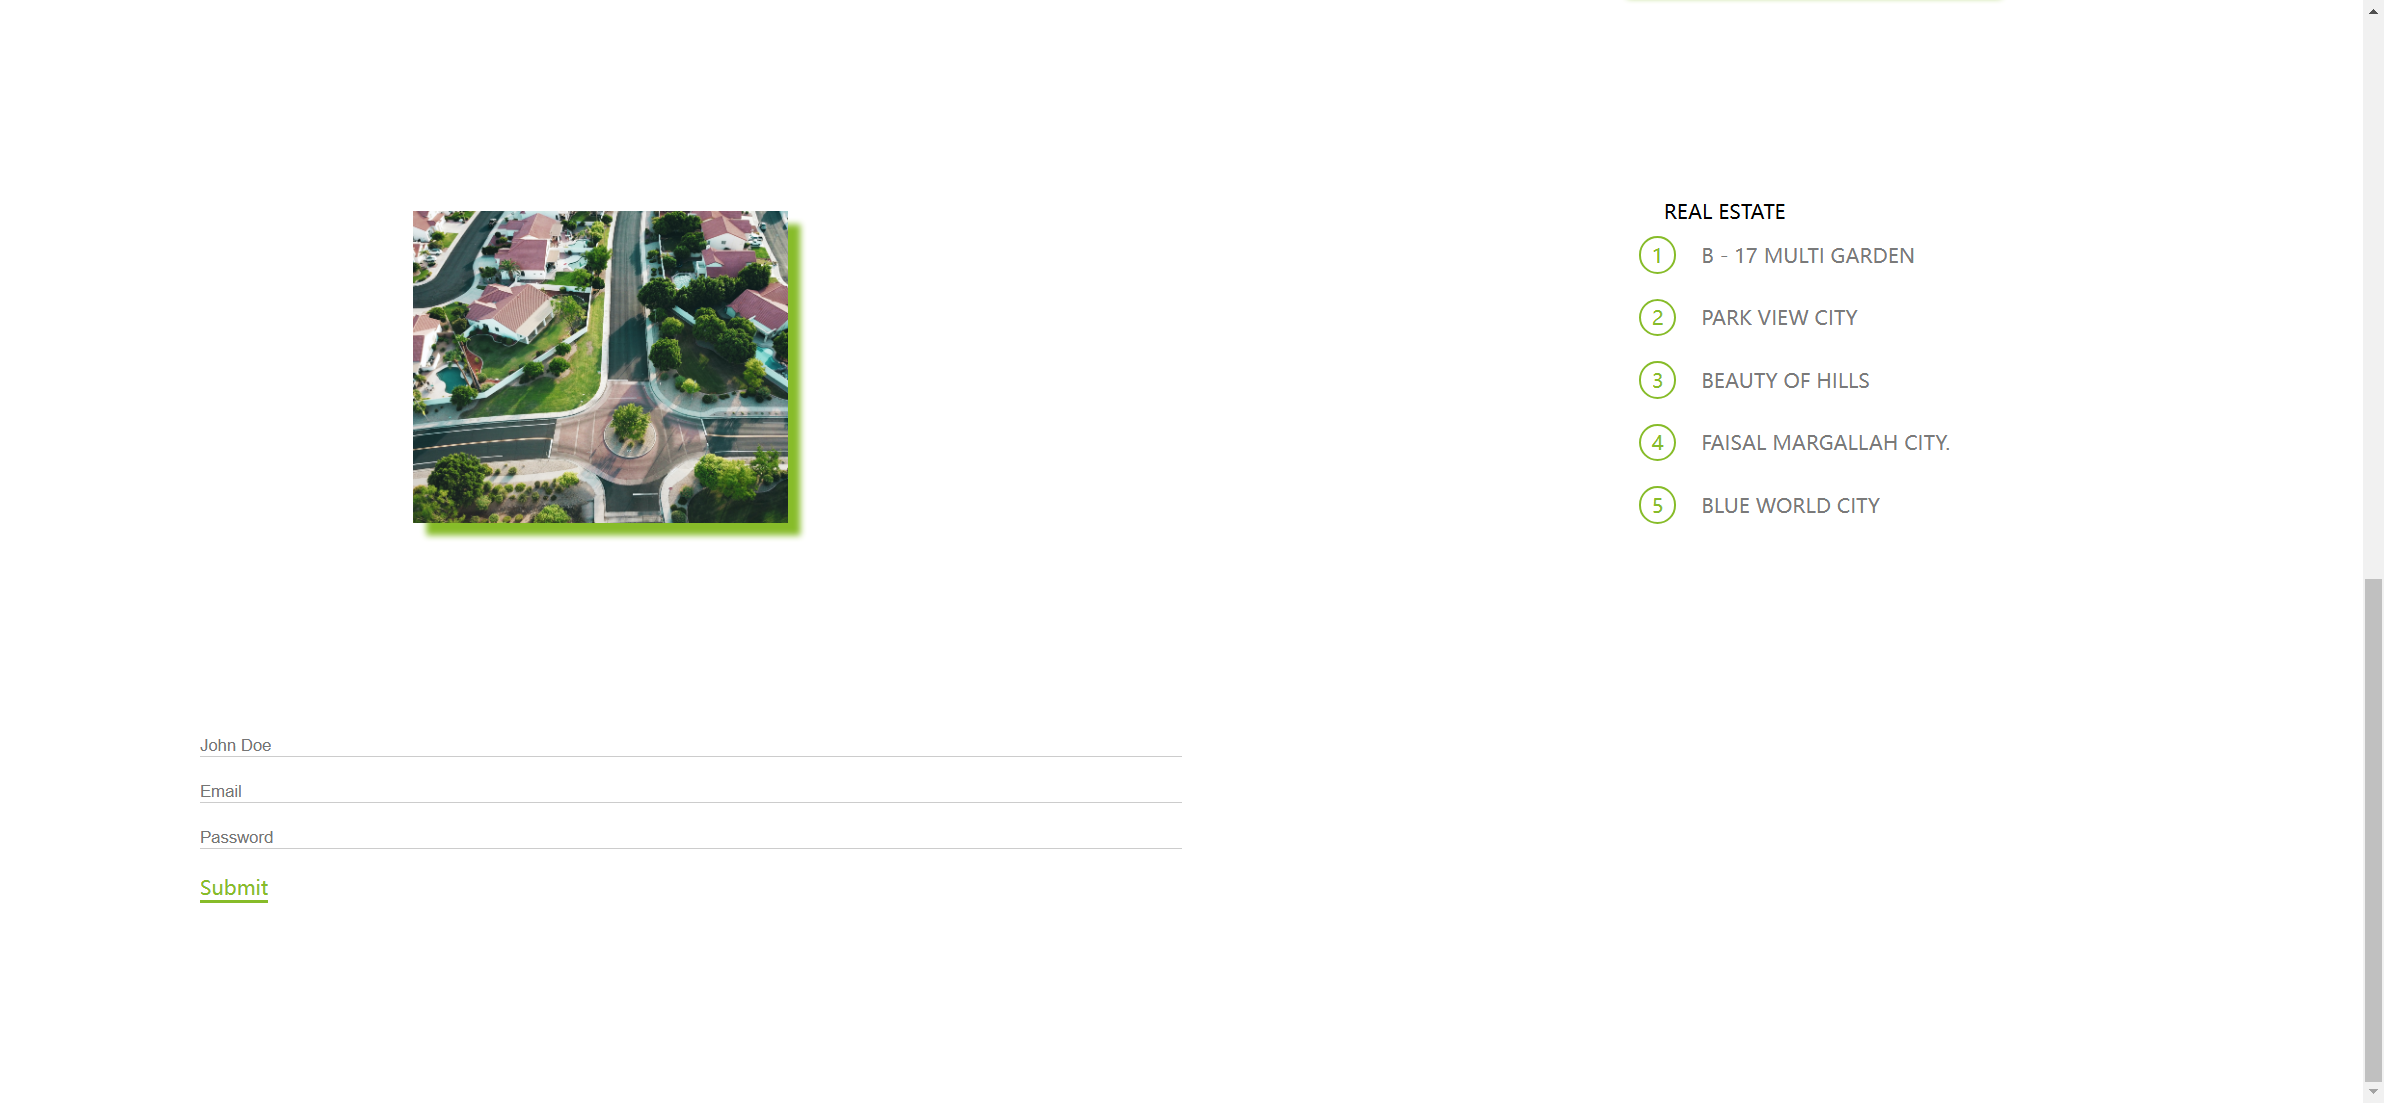 REAL ESTATE
1 B - 17 MULTI GARDEN
2 PARK VIEW CITY
3 BEAUTY OF HILLS
4 FAISAL MARGALLAH CITY.
5 BLUE WORLD CITY
John Doe
Email
Password
Submit